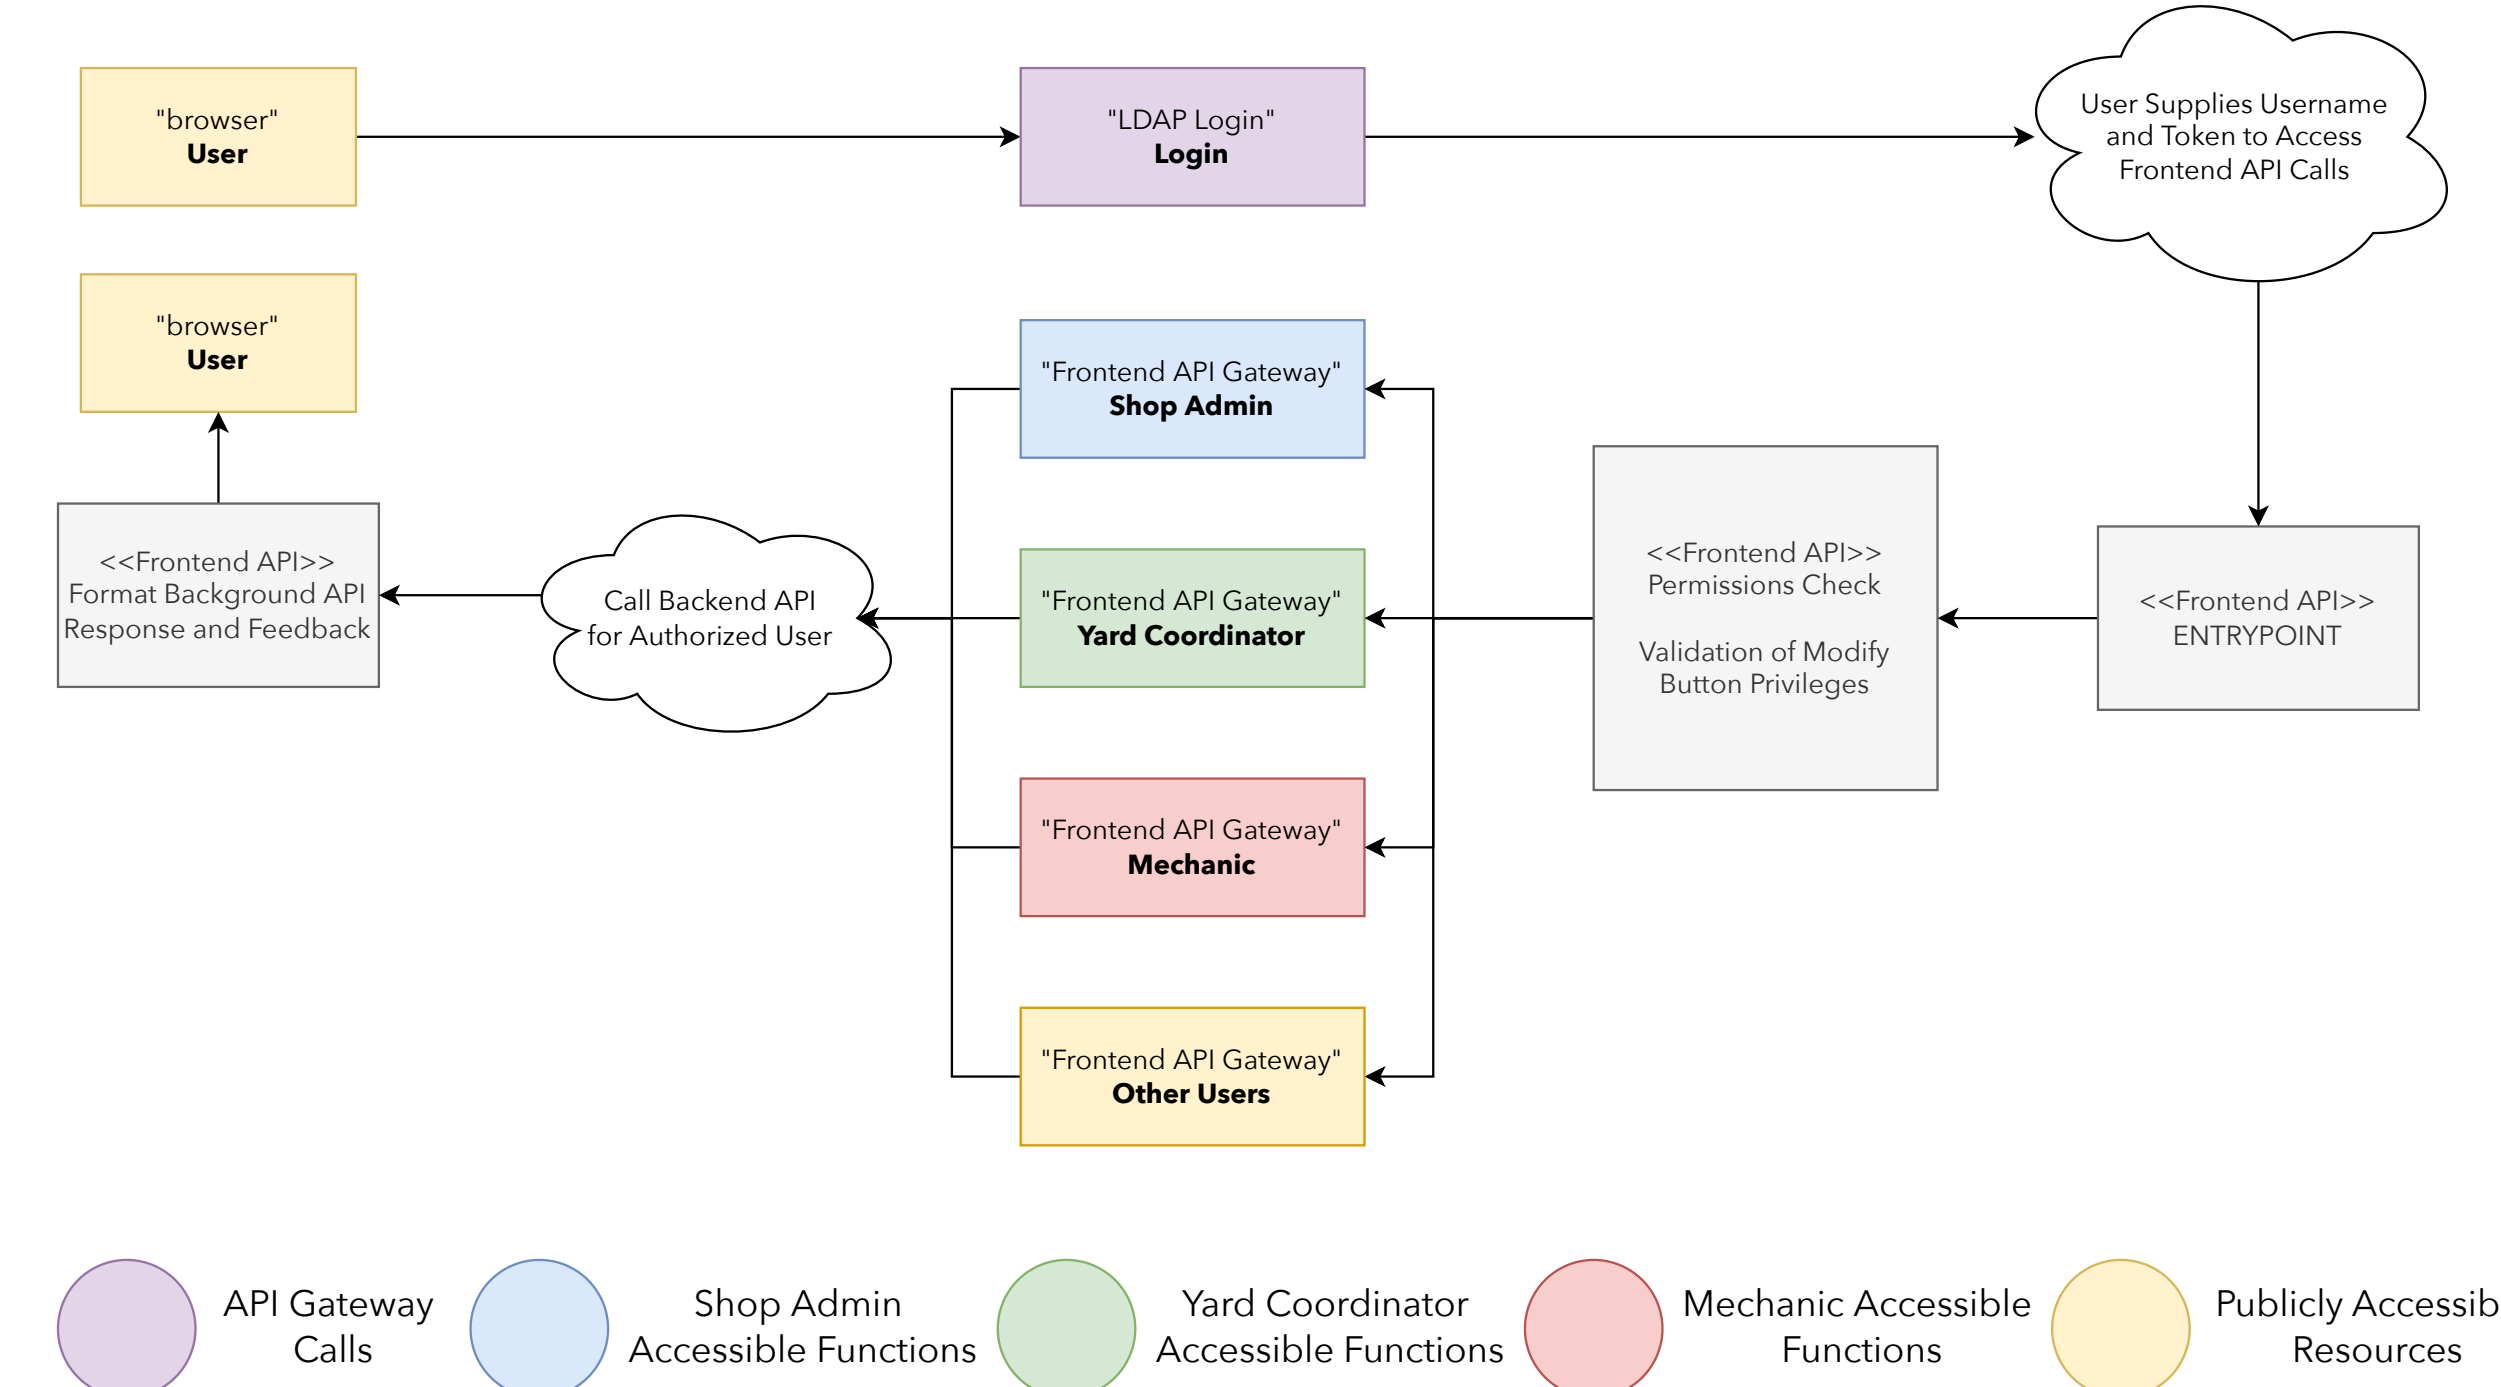 "browser"
User
"LDAP Login"
Login
User Supplies Username
and Token to Access
Frontend API Calls
"browser"
User
"Frontend API Gateway"
Shop Admin
<<Frontend API>>
Format Background API
Response and Feedback
Call Backend API
for Authorized User
"Frontend API Gateway"
Yard Coordinator
<<Frontend API>>
Permissions Check
Validation of Modify
Button Privileges
<<Frontend API>>
ENTRYPOINT
"Frontend API Gateway"
Mechanic
"Frontend API Gateway"
Other Users
API Gateway
Calls
Shop Admin
Accessible Functions
Yard Coordinator
Accessible Functions
Mechanic Accessible
Functions
Publicly Accessib
Resources